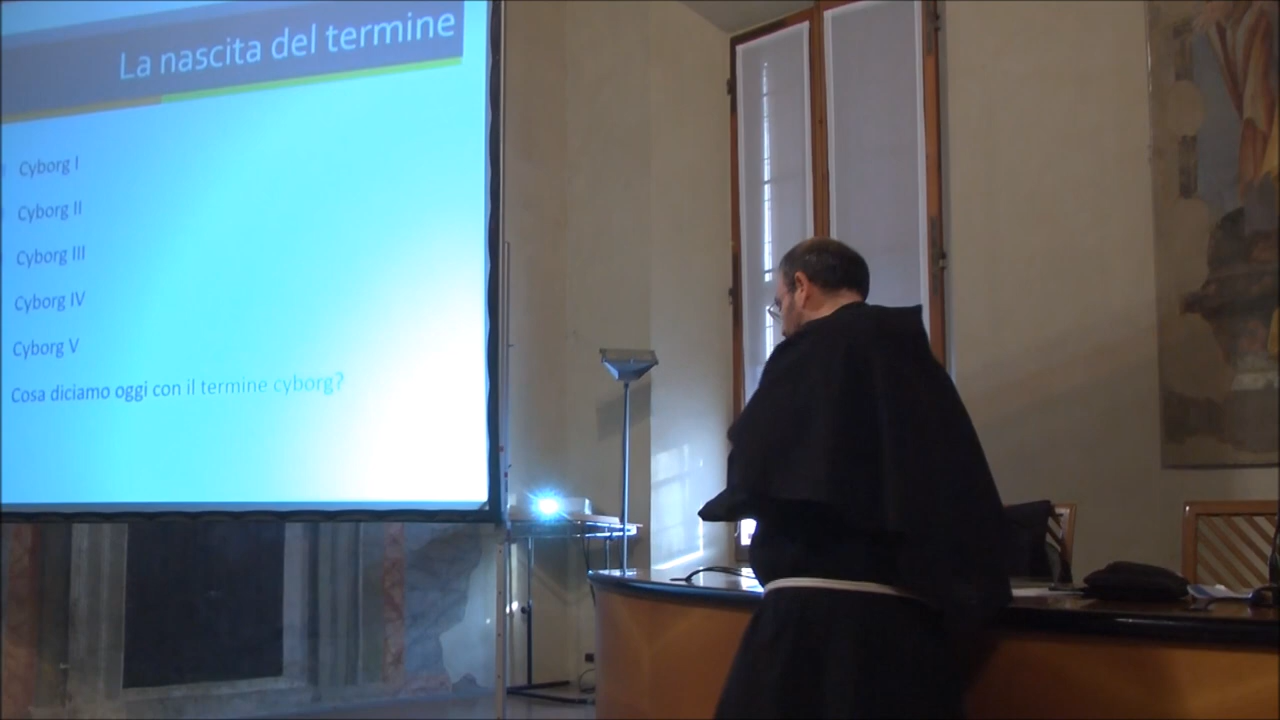 La nascita del termine
Cyborg I
Cyborg II
Cyborg III
Cyborg IV
Cyborg V
Cosa diciamo oggi con il termine cyborg?